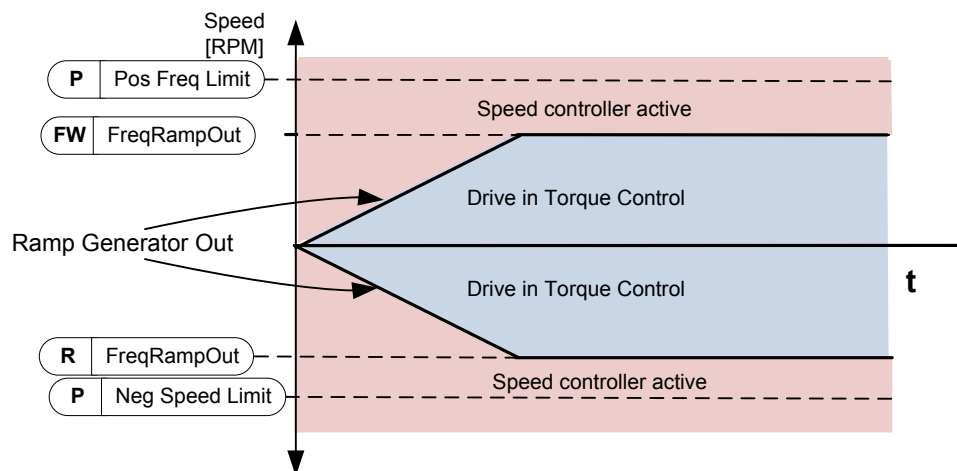 Speed
[RPM]
P Pos Freq Limit
Speed controller active
FW FreqRampOut
Drive in Torque Control
Ramp Generator Out
Drive in Torque Control
t
R FreqRampOut
Speed controller active
P Neg Speed Limit